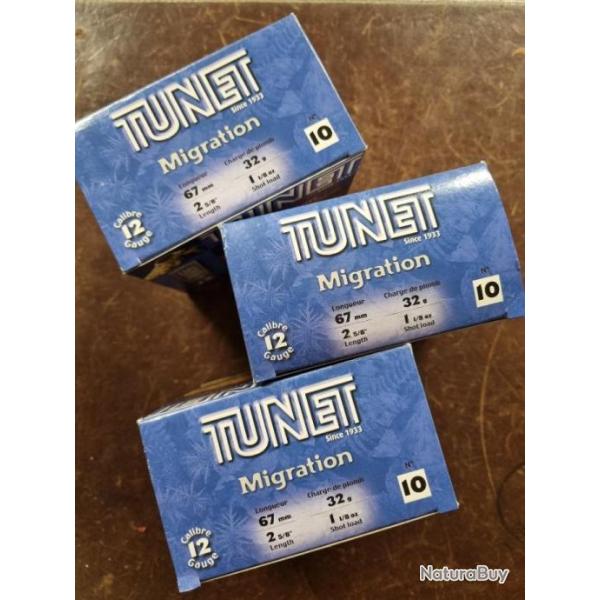 TUNET
Since 1933
Migration
N°
10
Longueur
Charge de plomb
67 mm
32 g
2 5/8"
1 1/8 oz
Length
Shot load
Calibre
12
Gauge
TUNET
TUNET
Since 1933
Migration
N°
10
Longueur
Charge de plomb
67 mm
32 g
2 5/8"
1 1/8 oz
Length
Shot load
Calibre
12
Gauge
TUNET
Since 1933
Migration
N°
10
Longueur
Charge de plomb
67 mm
32 g
2 5/8"
1 1/8 oz
Length
Shot load
Calibre
12
Gauge
NaturaBuy